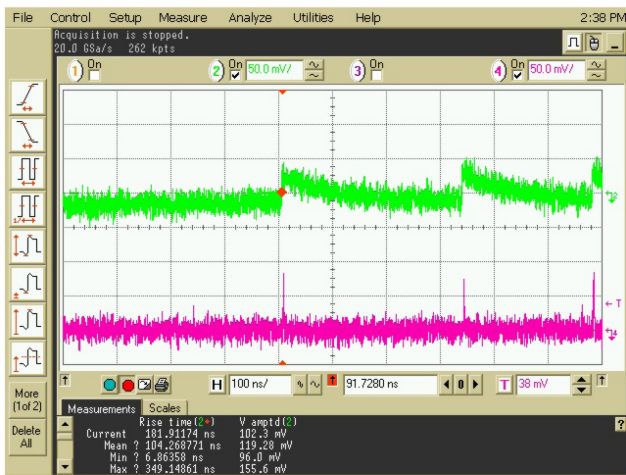 File Control Setup Measure Analyze Utilities Help 2:38 PM
Acquisition is stopped.
20.0 GSa/s 262 kpts
1 On 2 On 50.0 mV/ 3 On 4 On 50.0 mV/
T
H 100 ns/ 91.7280 ns 0 T 38 mV
More
(1of 2)
Delete
All
Measurements Scales
?
Rise time(2↑) V amptd(2)
Current 181.91174 ns 102.3 mV
Mean ? 104.268771 ns 119.28 mV
Min ? 6.86358 ns 96.0 mV
Max ? 349.14861 ns 155.6 mV